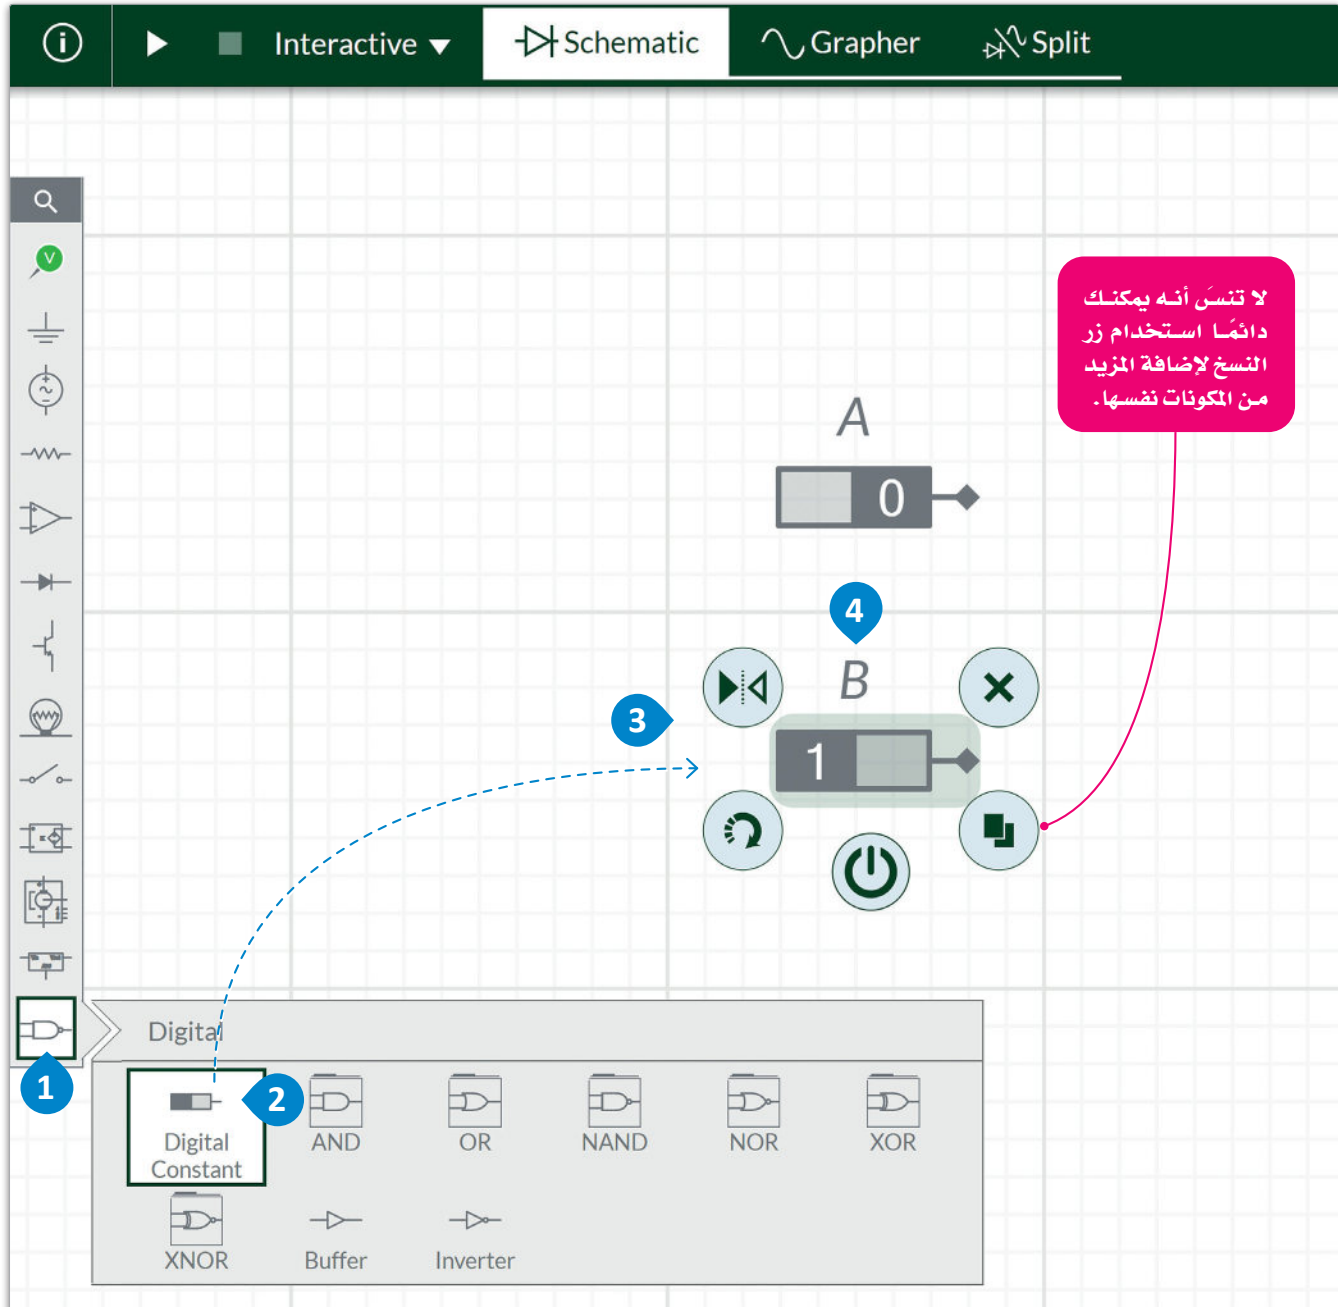 Interactive
Schematic
Grapher
Split
V
لا تنسَ أنه يمكنك
دائمًا استخدام زر
النسخ لإضافة المزيد
من المكونات نفسها.
A
0
4
B
3
1
Digital
1
2
Digital
Constant
AND
OR
NAND
NOR
XOR
XNOR
Buffer
Inverter